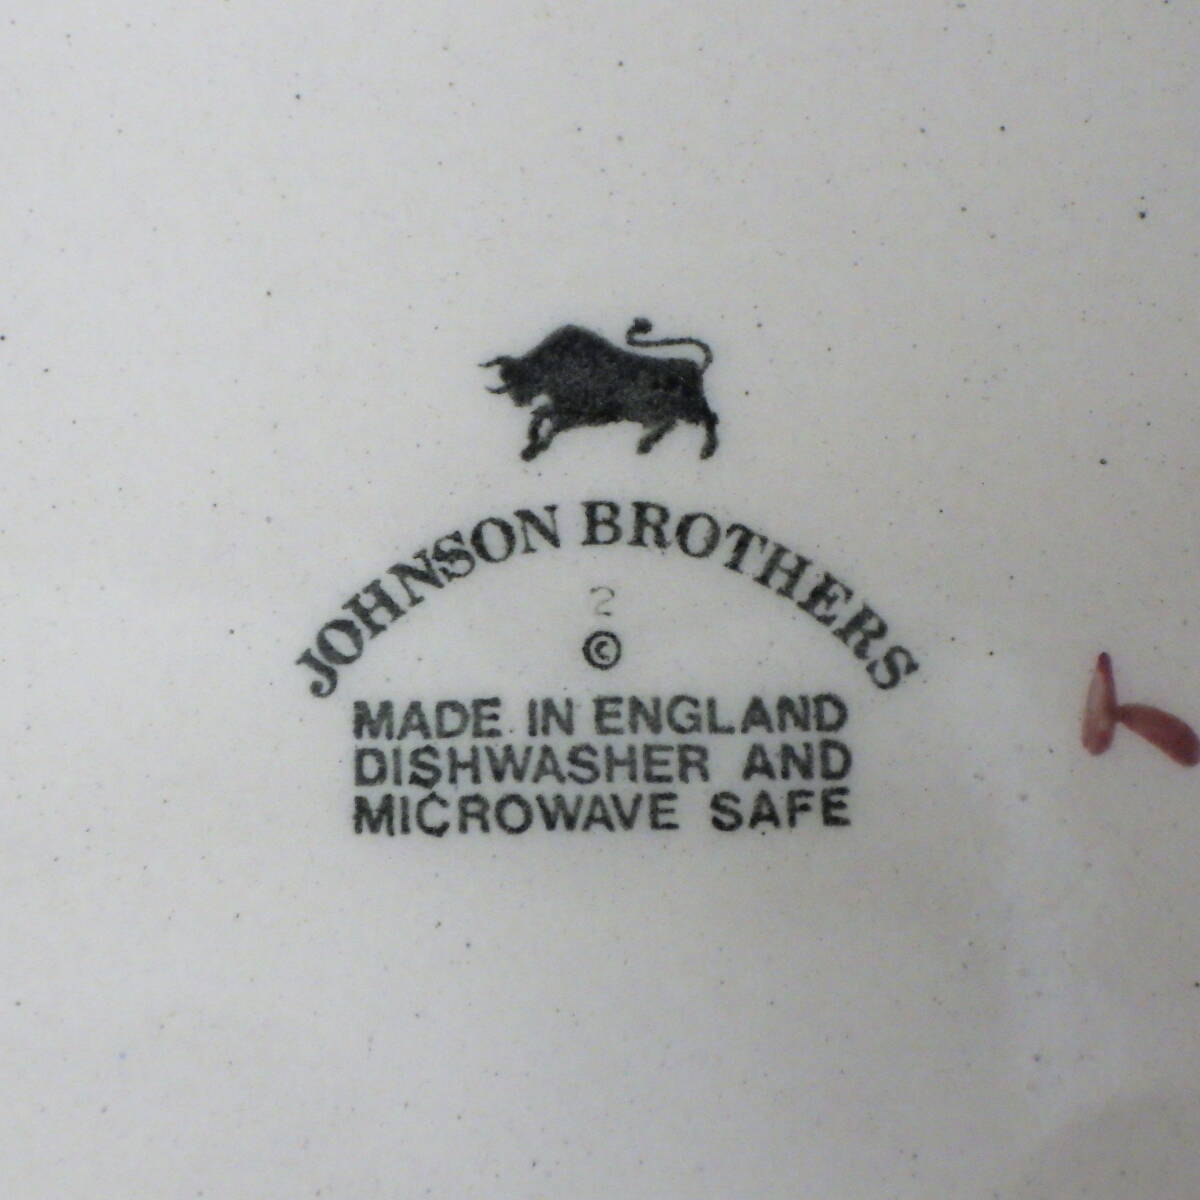 JOHNSON BROTHERS
2
©
MADE IN ENGLAND
DISHWASHER AND
MICROWAVE SAFE